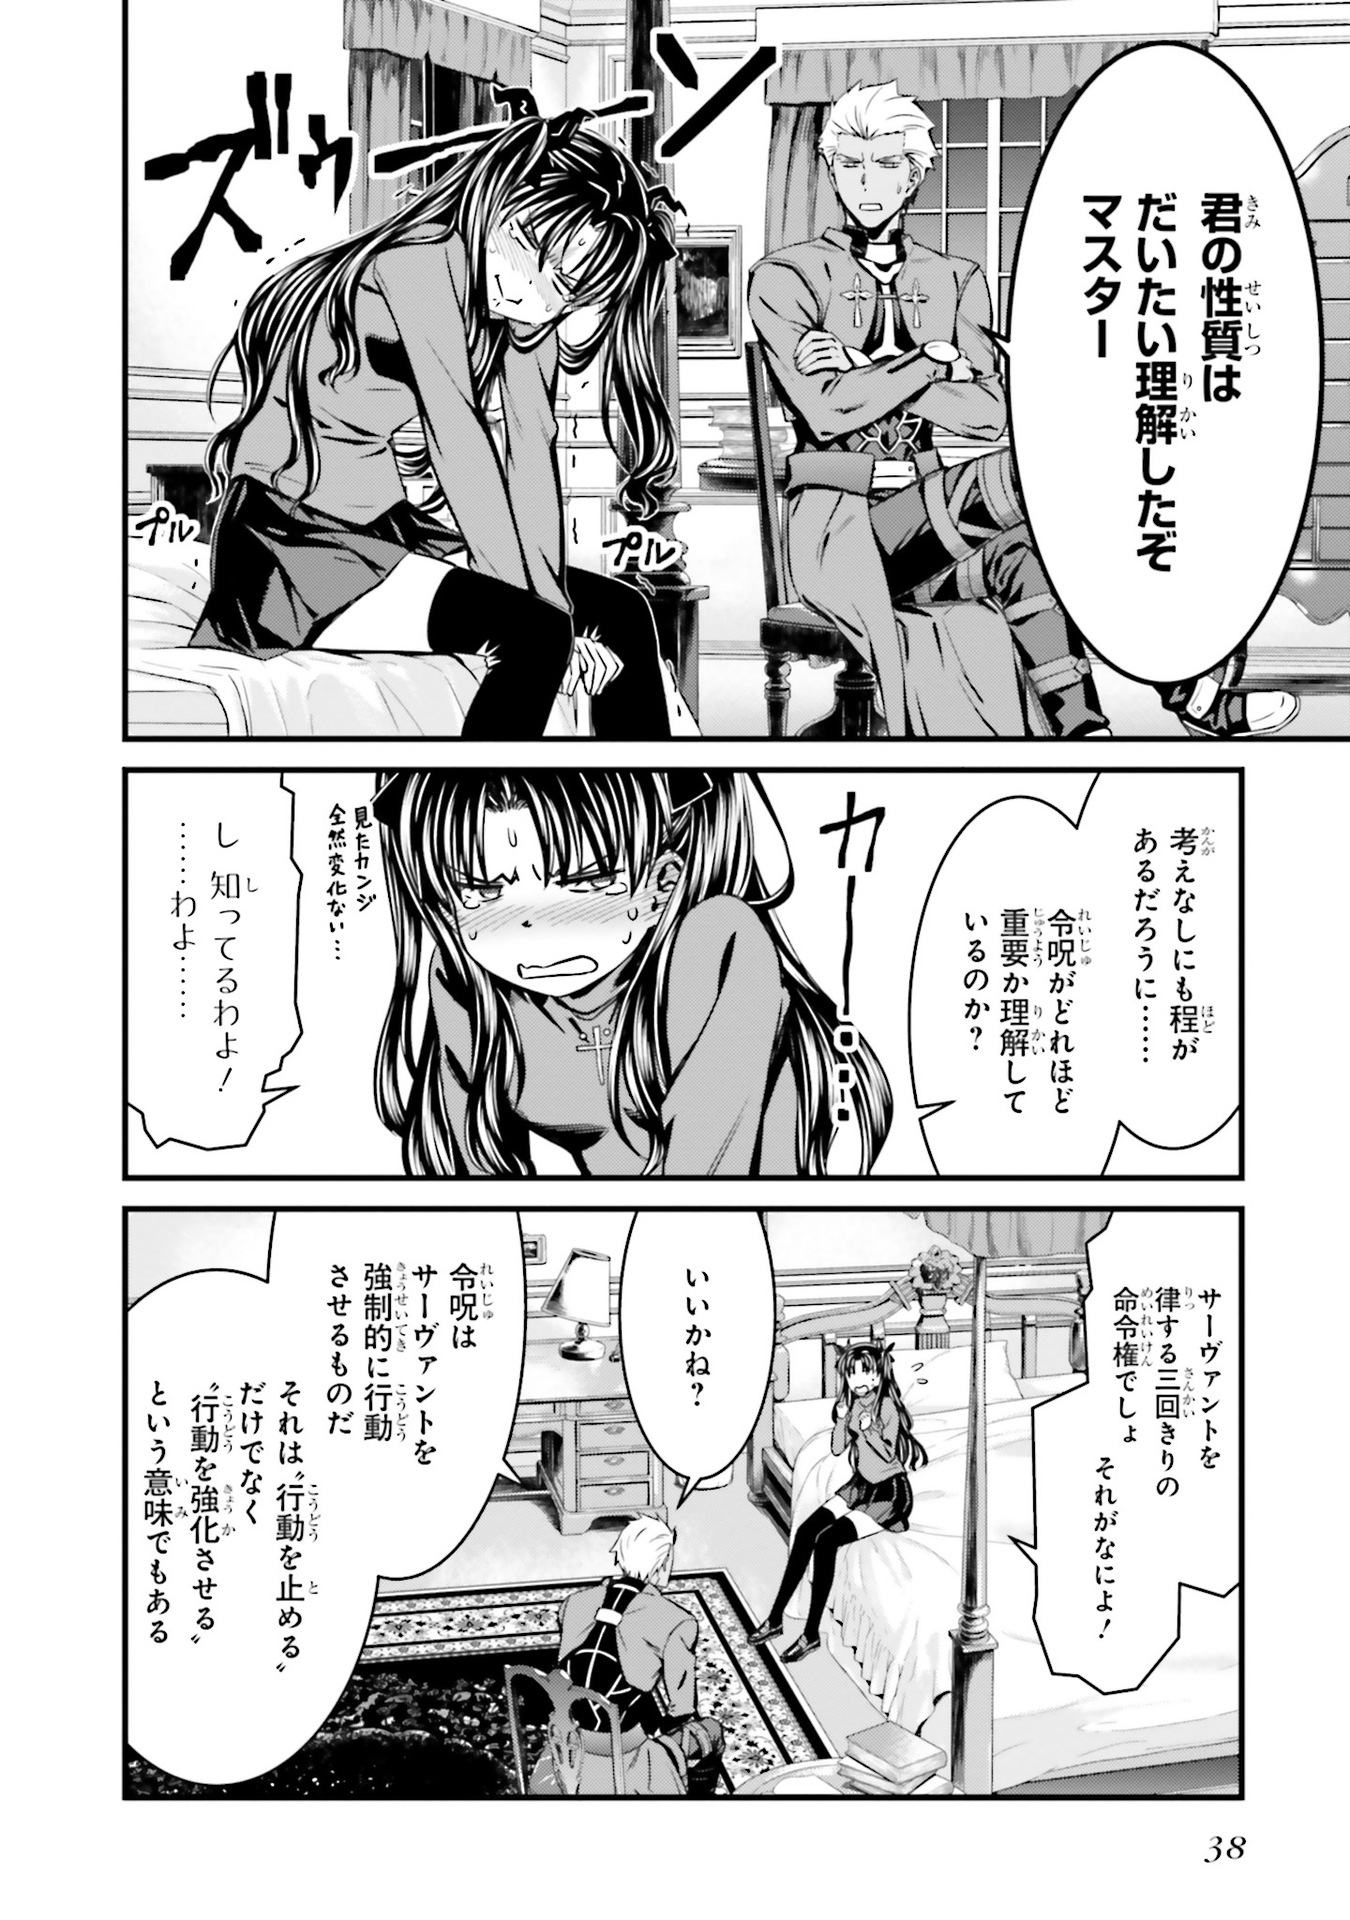 君の性質は
だいたい理解したぞ
マスター
ズゥン
プル
プル
考えなしにも程が
あるだろうに……
令呪がどれほど
重要か理解して
いるのか?
カー…
見たカンジ
全然変化ない…
し 知ってるわよ!
……わよ……
サーヴァントを
律する三回きりの
命令権でしょ
それがなによ!
いいかね?
令呪は
サーヴァントを
強制的に行動
させるものだ
それは〝行動を止める〟
だけでなく
〝行動を強化させる〟
という意味でもある
38